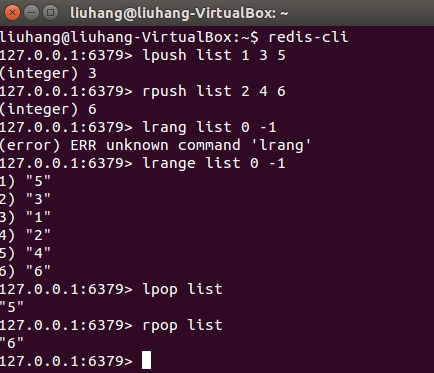 liuhang@liuhang-VirtualBox: ~
liuhang@liuhang-VirtualBox:~$ redis-cli
127.0.0.1:6379> lpush list 1 3 5
(integer) 3
127.0.0.1:6379> rpush list 2 4 6
(integer) 6
127.0.0.1:6379> lrang list 0 -1
(error) ERR unknown command 'lrang'
127.0.0.1:6379> lrange list 0 -1
1) "5"
2) "3"
3) "1"
4) "2"
5) "4"
6) "6"
127.0.0.1:6379> lpop list
"5"
127.0.0.1:6379> rpop list
"6"
127.0.0.1:6379>